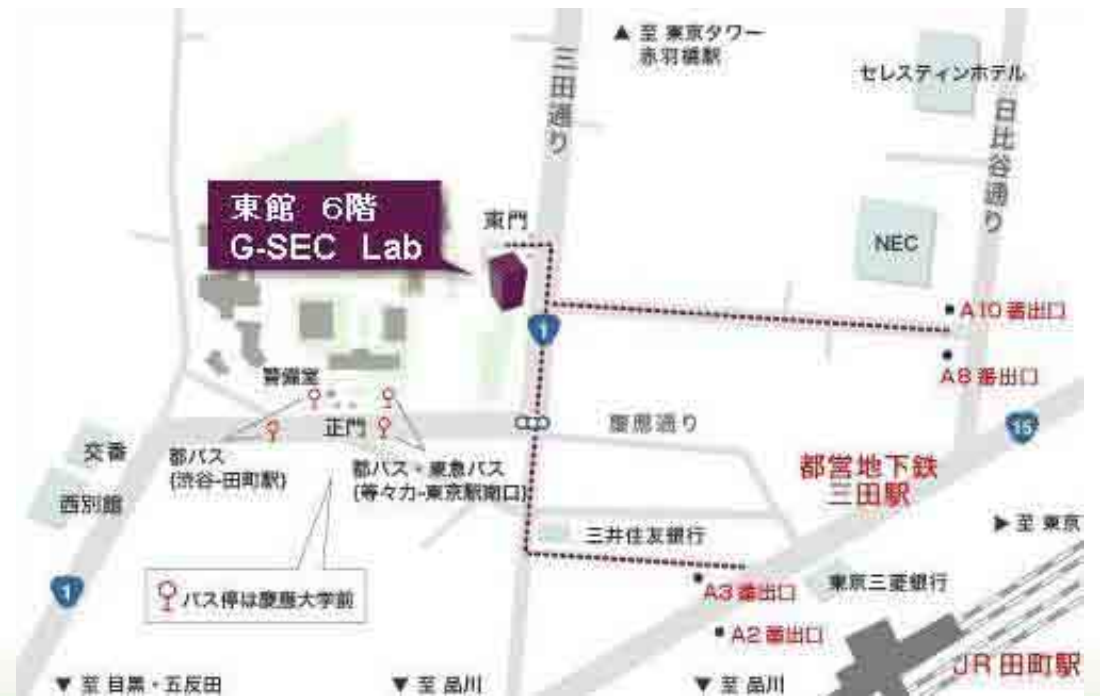 ▲ 至 東京タワー
赤羽橋駅
セレスティンホテル
三田通り
日比谷通り
東館 6階
G-SEC Lab
東門
NEC
A10 番出口
1
A8 番出口
警備室
正門
慶應通り
15
交番
都バス
(渋谷-田町駅)
都バス・東急バス
(等々力-東京駅南口)
都営地下鉄
三田駅
西別館
三井住友銀行
▶ 至 東京
1
バス停は慶應大学前
A3 番出口
東京三菱銀行
A2 番出口
JR 田町駅
▼ 至 目黒・五反田
▼ 至 品川
▼ 至 品川